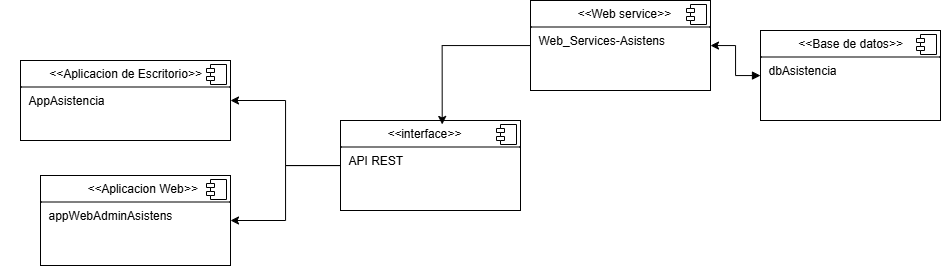 <<Web service>>
Web_Services-Asistens
<<Base de datos>>
dbAsistencia
<<Aplicacion de Escritorio>>
AppAsistencia
<<interface>>
API REST
<<Aplicacion Web>>
appWebAdminAsistens